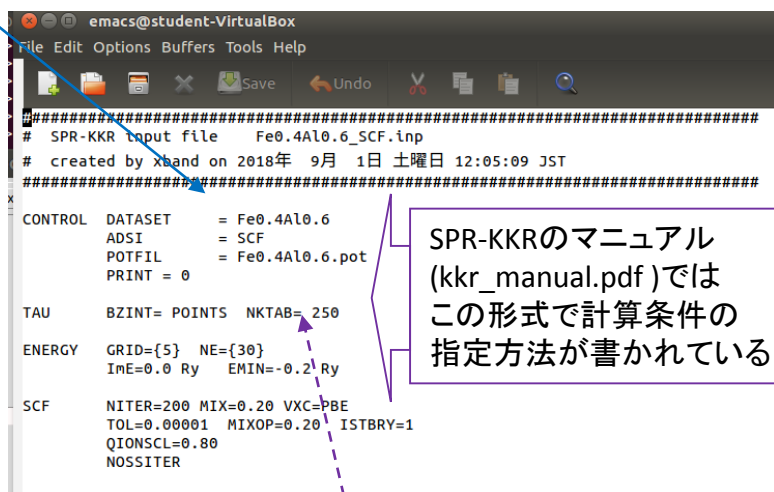 emacs@student-VirtualBox
File Edit Options Buffers Tools Help
Save Undo
###############################################################################
# SPR-KKR input file Fe0.4Al0.6_SCF.inp
# created by xband on 2018年 9月 1日 土曜日 12:05:09 JST
###############################################################################
CONTROL DATASET = Fe0.4Al0.6
ADSI = SCF
POTFIL = Fe0.4Al0.6.pot
PRINT = 0
TAU BZINT= POINTS NKTAB= 250
ENERGY GRID={5} NE={30}
ImE=0.0 Ry EMIN=-0.2 Ry
SCF NITER=200 MIX=0.20 VXC=PBE
TOL=0.00001 MIXOP=0.20 ISTBRY=1
QIONSCL=0.80
NOSSITER
SPR-KKRのマニュアル
(kkr_manual.pdf )では
この形式で計算条件の
指定方法が書かれている